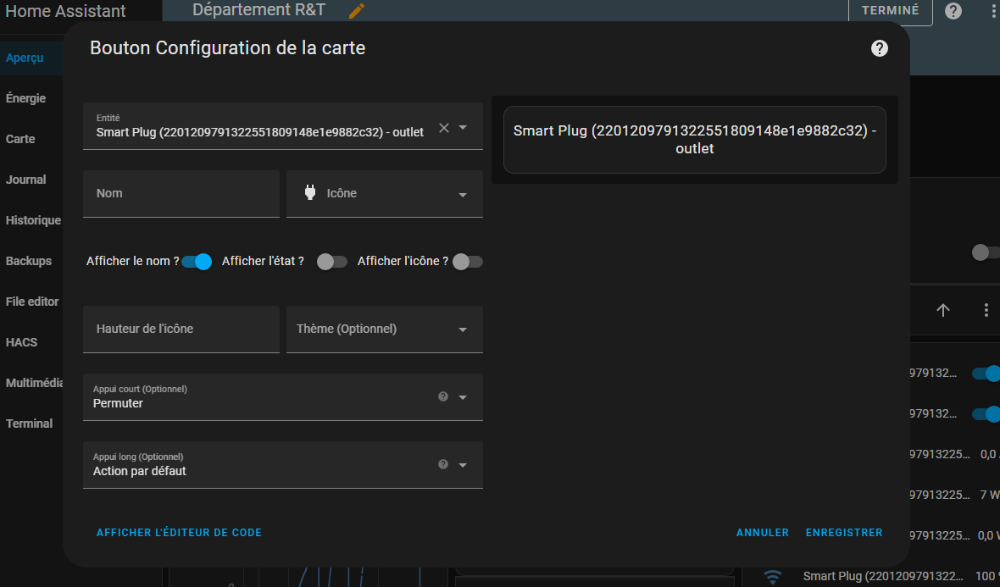 Home Assistant
Département R&T
TERMINÉ
Bouton Configuration de la carte
Aperçu
Énergie
Carte
Journal
Historique
Backups
File editor
HACS
Multimédia
Terminal
Entité
Smart Plug (2201209791322551809148e1e9882c32) - outlet
Nom
Icône
Afficher le nom ?
Afficher l'état ?
Afficher l'icône ?
Hauteur de l'icône
Thème (Optionnel)
Appui court (Optionnel)
Permuter
Appui long (Optionnel)
Action par défaut
AFFICHER L'ÉDITEUR DE CODE
ANNULER
ENREGISTRER
Smart Plug (2201209791322551809148e1e9882c32) -
outlet
979132...
979132...
97913225...
0,0
97913225...
7 W
97913225...
0,0 W
Smart Plug (2201209791322...
100 %